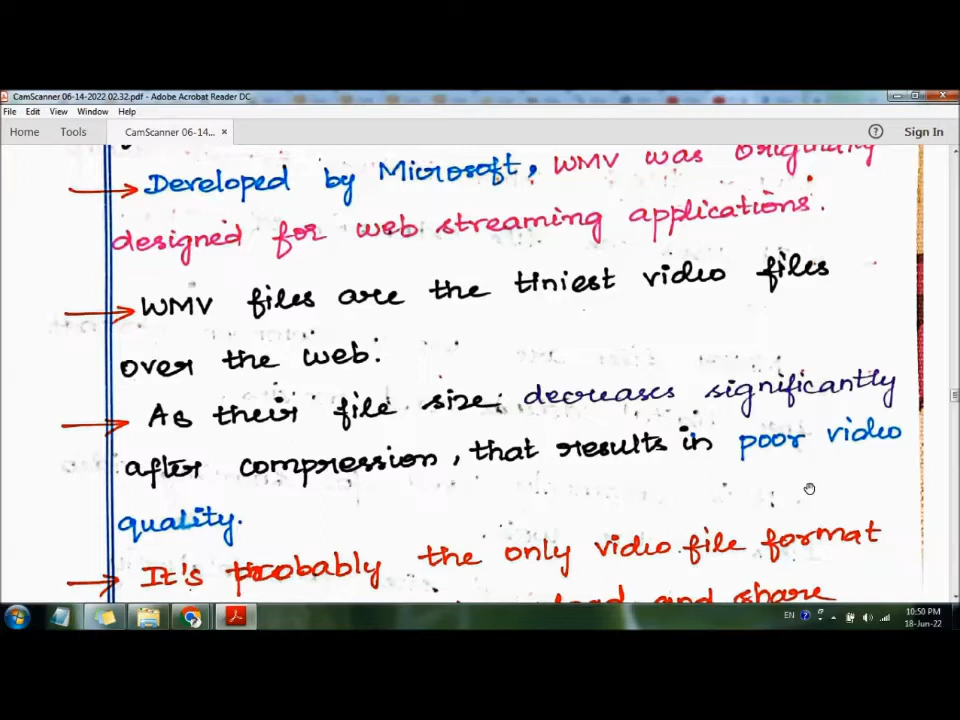 CamScanner 06-14-2022 02.32.pdf - Adobe Acrobat Reader DC
File Edit View Window Help
Home Tools CamScanner 06-14... × ? Sign In
Developed by Microsoft, WMV was originally
designed for web streaming applications.
WMV files are the tiniest video files
over the web.
As their file size decreases significantly
after compression, that results in poor video
quality.
It's probably the only video file format
and share
EN 10:50 PM
18-Jun-22